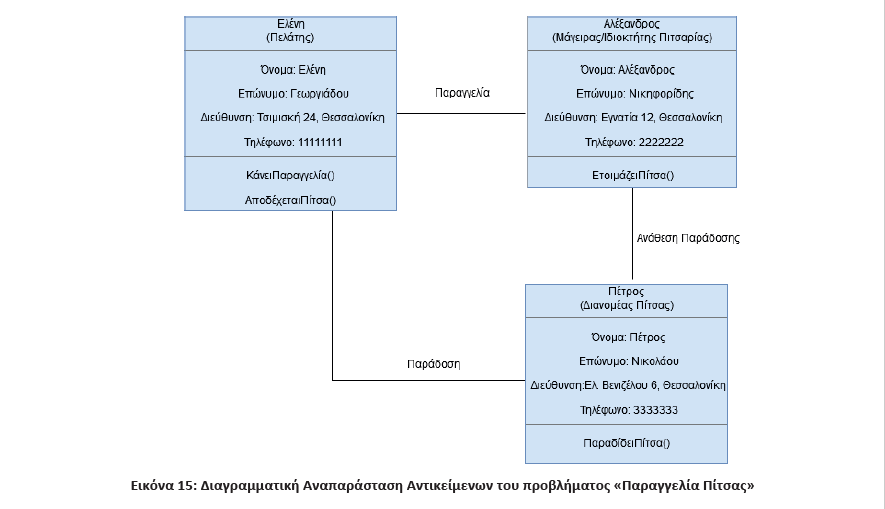 Ελένη
(Πελάτης)
Όνομα: Ελένη
Επώνυμο: Γεωργιάδου
Διεύθυνση: Τσιμισκή 24, Θεσσαλονίκη
Τηλέφωνο: 11111111
ΚάνειΠαραγγελία()
ΑποδέχεταιΠίτσα()
Παραγγελία
Αλέξανδρος
(Μάγειρας/Ιδιοκτήτης Πιτσαρίας)
Όνομα: Αλέξανδρος
Επώνυμο: Νικηφορίδης
Διεύθυνση: Εγνατία 12, Θεσσαλονίκη
Τηλέφωνο: 2222222
ΕτοιμάζειΠίτσα()
Ανάθεση Παράδοσης
Παράδοση
Πέτρος
(Διανομέας Πίτσας)
Όνομα: Πέτρος
Επώνυμο: Νικολάου
Διεύθυνση:Ελ. Βενιζέλου 6, Θεσσαλονίκη
Τηλέφωνο: 3333333
ΠαραδίδειΠίτσα()
Εικόνα 15: Διαγραμματική Αναπαράσταση Αντικείμενων του προβλήματος «Παραγγελία Πίτσας»